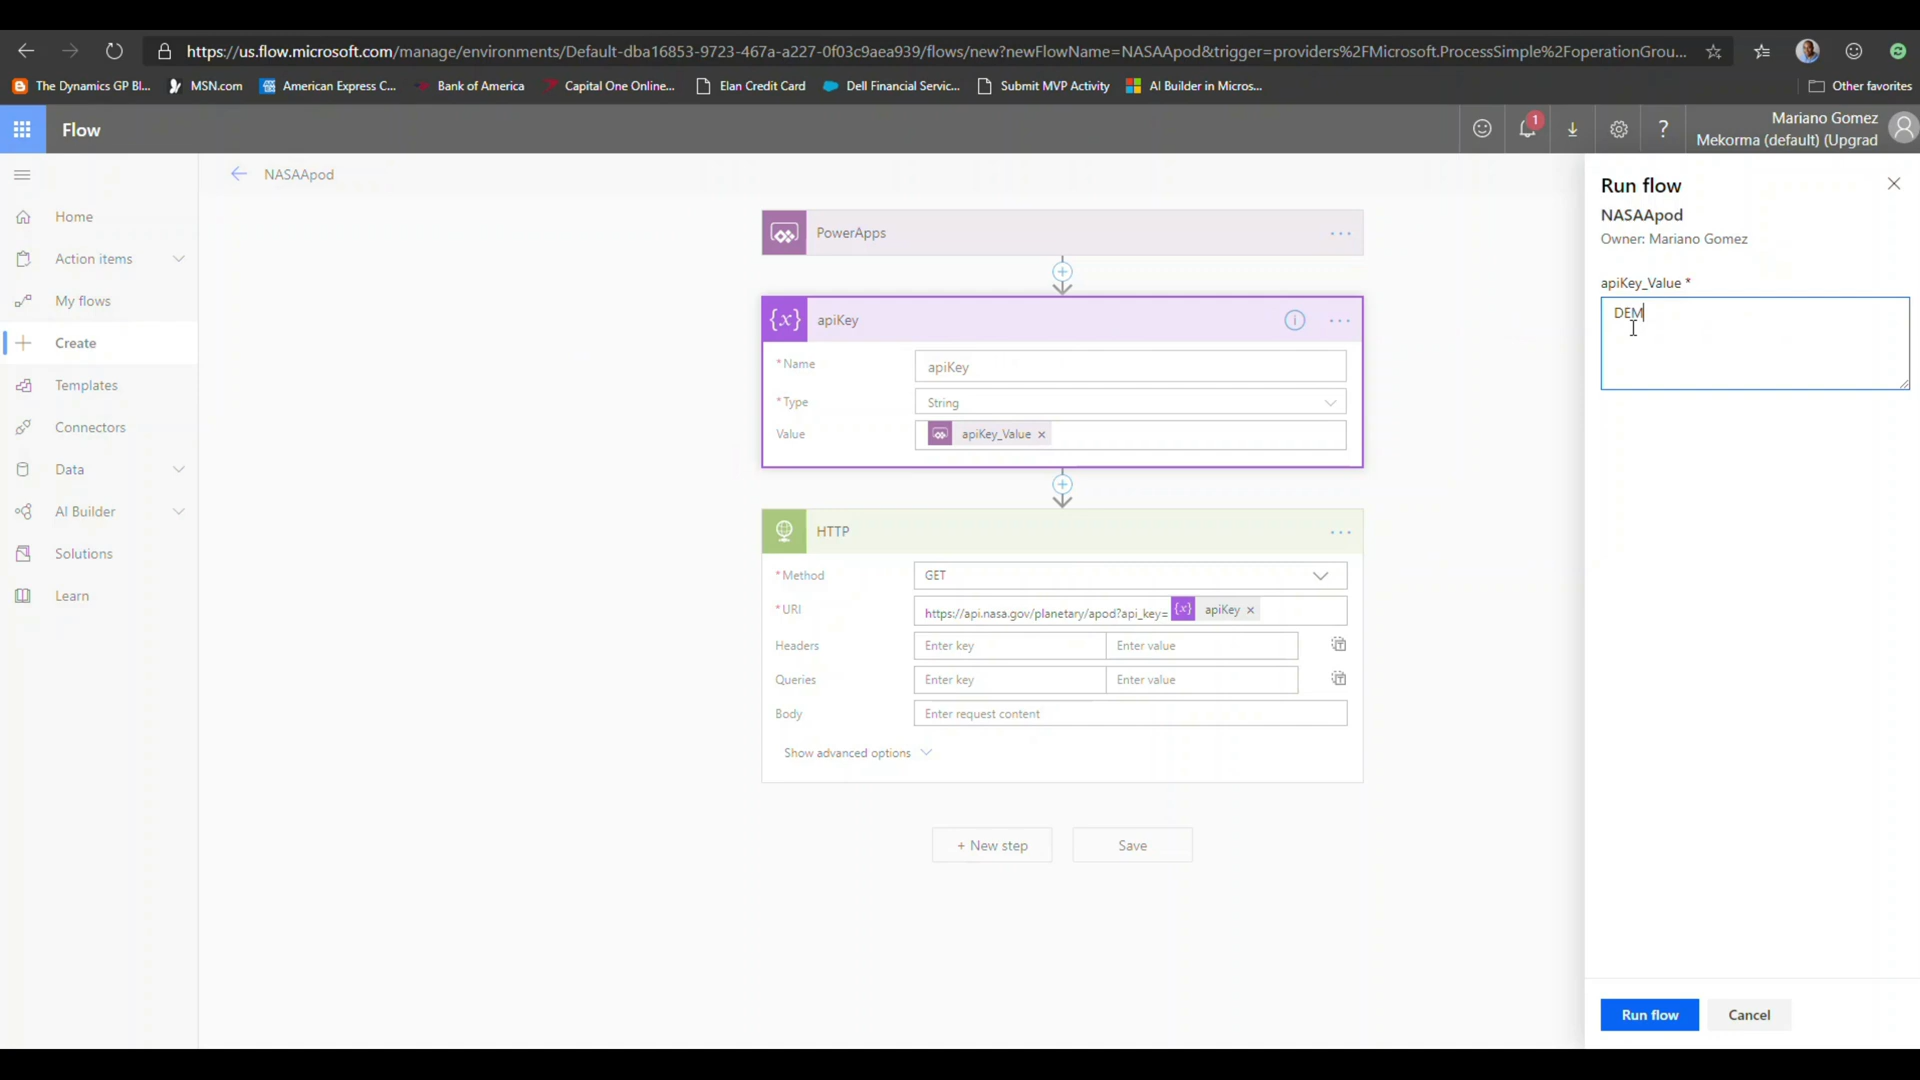 https://us.flow.microsoft.com/manage/environments/Default-dba16853-9723-467a-a227-0f03c9aea939/flows/new?newFlowName=NASAApod&trigger=providers%2FMicrosoft.ProcessSimple%2FoperationGrou...
The Dynamics GP Bl... MSN.com American Express C... Bank of America Capital One Online... Elan Credit Card Dell Financial Servic... Submit MVP Activity AI Builder in Micros... Other favorites
Flow
1
?
Mariano Gomez
Mekorma (default) (Upgrad
NASAApod
Home
Action items
My flows
Create
Templates
Connectors
Data
AI Builder
Solutions
Learn
PowerApps
{x} apiKey
* Name apiKey
* Type String
Value apiKey_Value ×
HTTP
* Method GET
* URI https://api.nasa.gov/planetary/apod?api_key= {x} apiKey ×
Headers Enter key Enter value
Queries Enter key Enter value
Body Enter request content
Show advanced options
+ New step Save
Run flow
NASAApod
Owner: Mariano Gomez
apiKey_Value *
DEM
Run flow Cancel